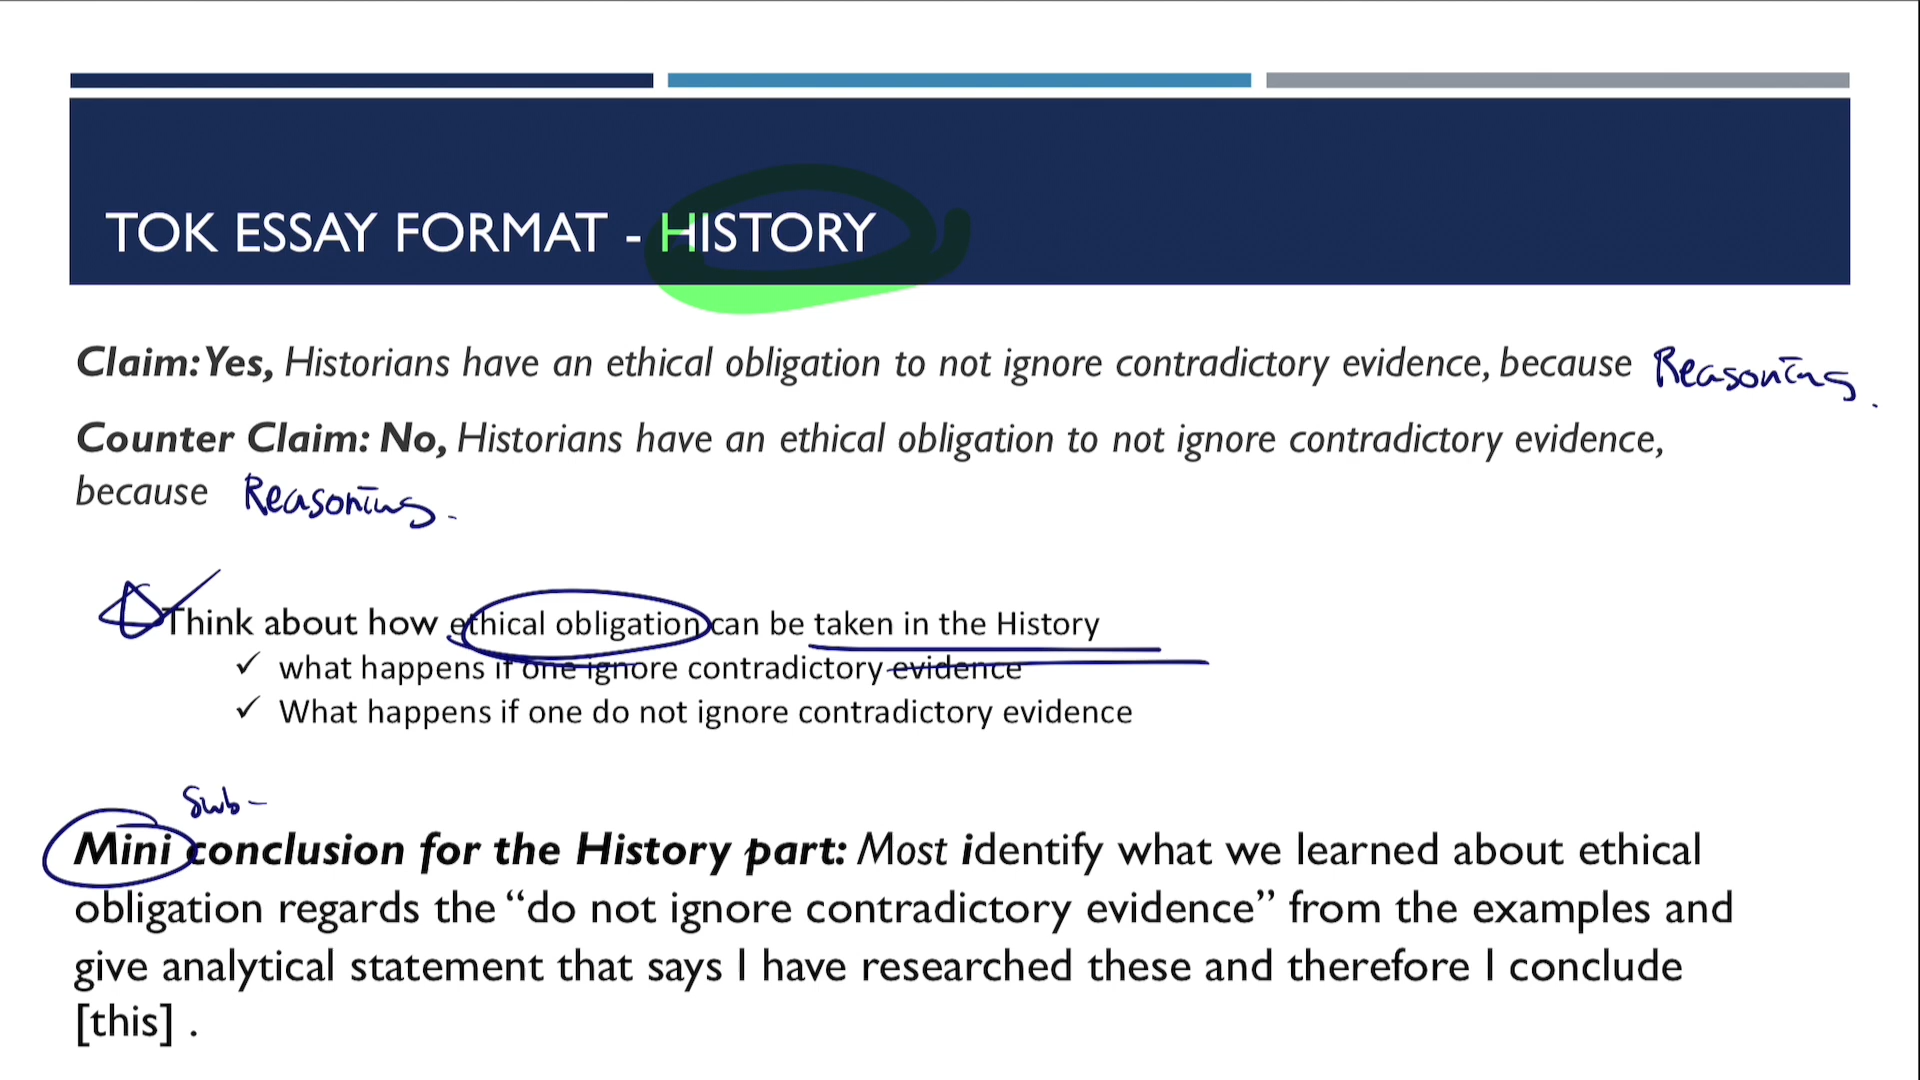 TOK ESSAY FORMAT - HISTORY
Claim: Yes, Historians have an ethical obligation to not ignore contradictory evidence, because Reasoning.
Counter Claim: No, Historians have an ethical obligation to not ignore contradictory evidence,
because Reasoning.
Think about how ethical obligation can be taken in the History
✓ what happens if one ignore contradictory evidence
✓ What happens if one do not ignore contradictory evidence
Sub-
Mini conclusion for the History part: Most identify what we learned about ethical
obligation regards the “do not ignore contradictory evidence” from the examples and
give analytical statement that says I have researched these and therefore I conclude
[this] .